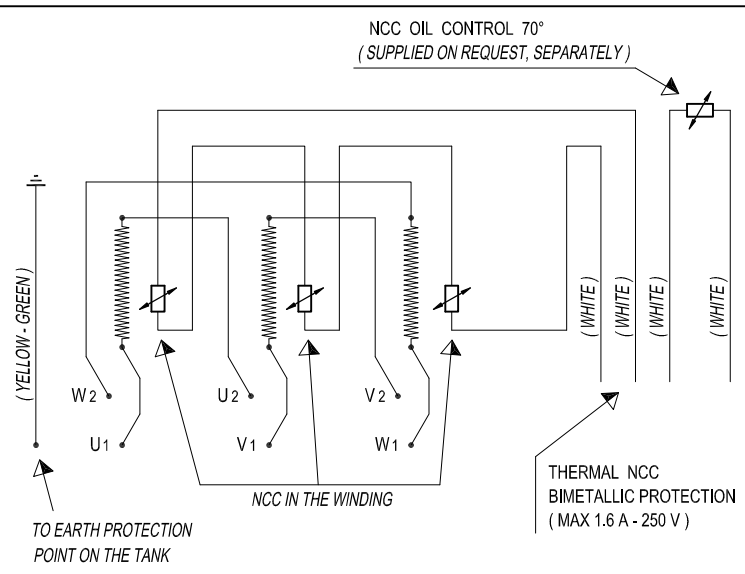 NCC OIL CONTROL 70°
( SUPPLIED ON REQUEST, SEPARATELY )
( YELLOW - GREEN )
( WHITE )
( WHITE )
( WHITE )
( WHITE )
W2
U2
V2
U1
V1
W1
NCC IN THE WINDING
THERMAL NCC
BIMETALLIC PROTECTION
( MAX 1.6 A - 250 V )
TO EARTH PROTECTION
POINT ON THE TANK